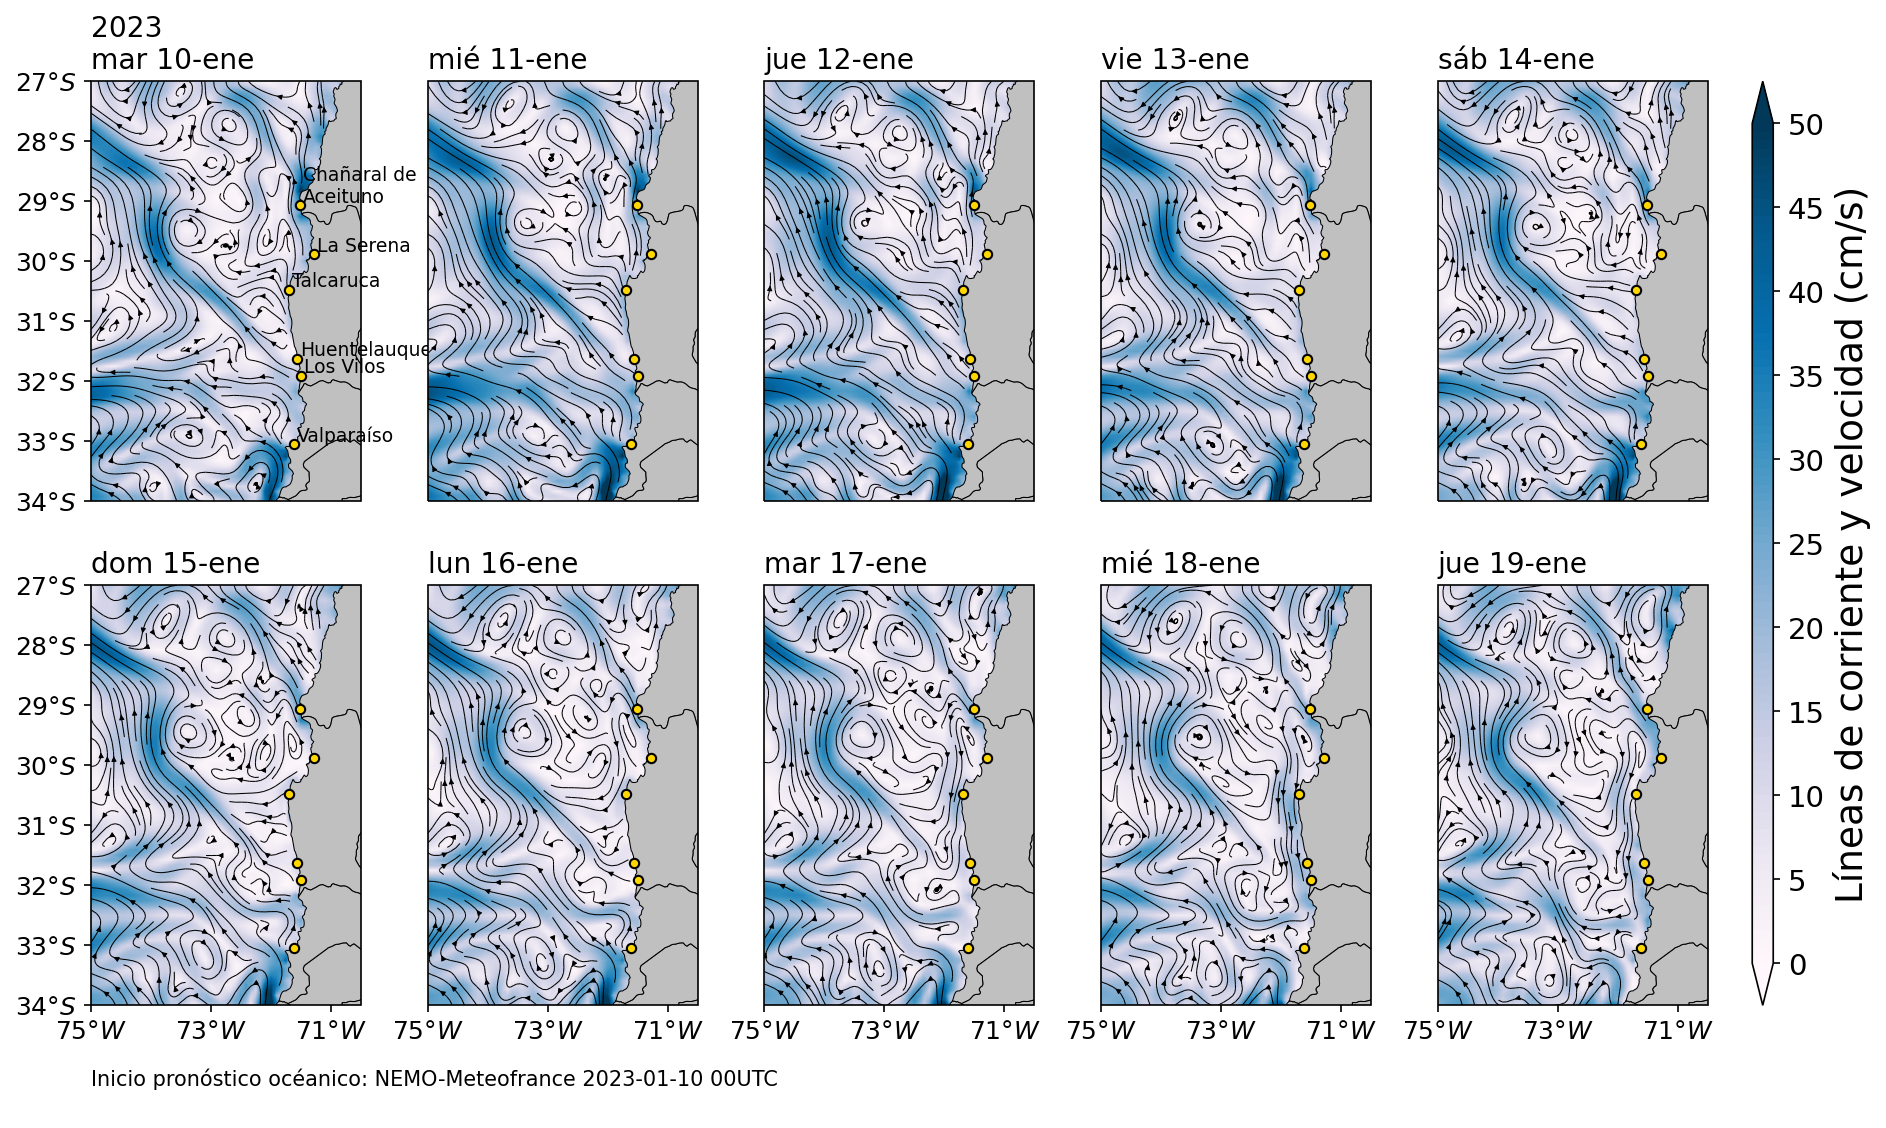 2023
mar 10-ene
mié 11-ene
jue 12-ene
vie 13-ene
sáb 14-ene
27°S
28°S
29°S
30°S
31°S
32°S
33°S
34°S
Chañaral de
Aceituno
La Serena
Talcaruca
Huentelauque
Los Vilos
Valparaíso
dom 15-ene
lun 16-ene
mar 17-ene
mié 18-ene
jue 19-ene
27°S
28°S
29°S
30°S
31°S
32°S
33°S
34°S
75°W 73°W 71°W
75°W 73°W 71°W
75°W 73°W 71°W
75°W 73°W 71°W
75°W 73°W 71°W
50
45
40
35
30
25
20
15
10
5
0
Líneas de corriente y velocidad (cm/s)
Inicio pronóstico océanico: NEMO-Meteofrance 2023-01-10 00UTC